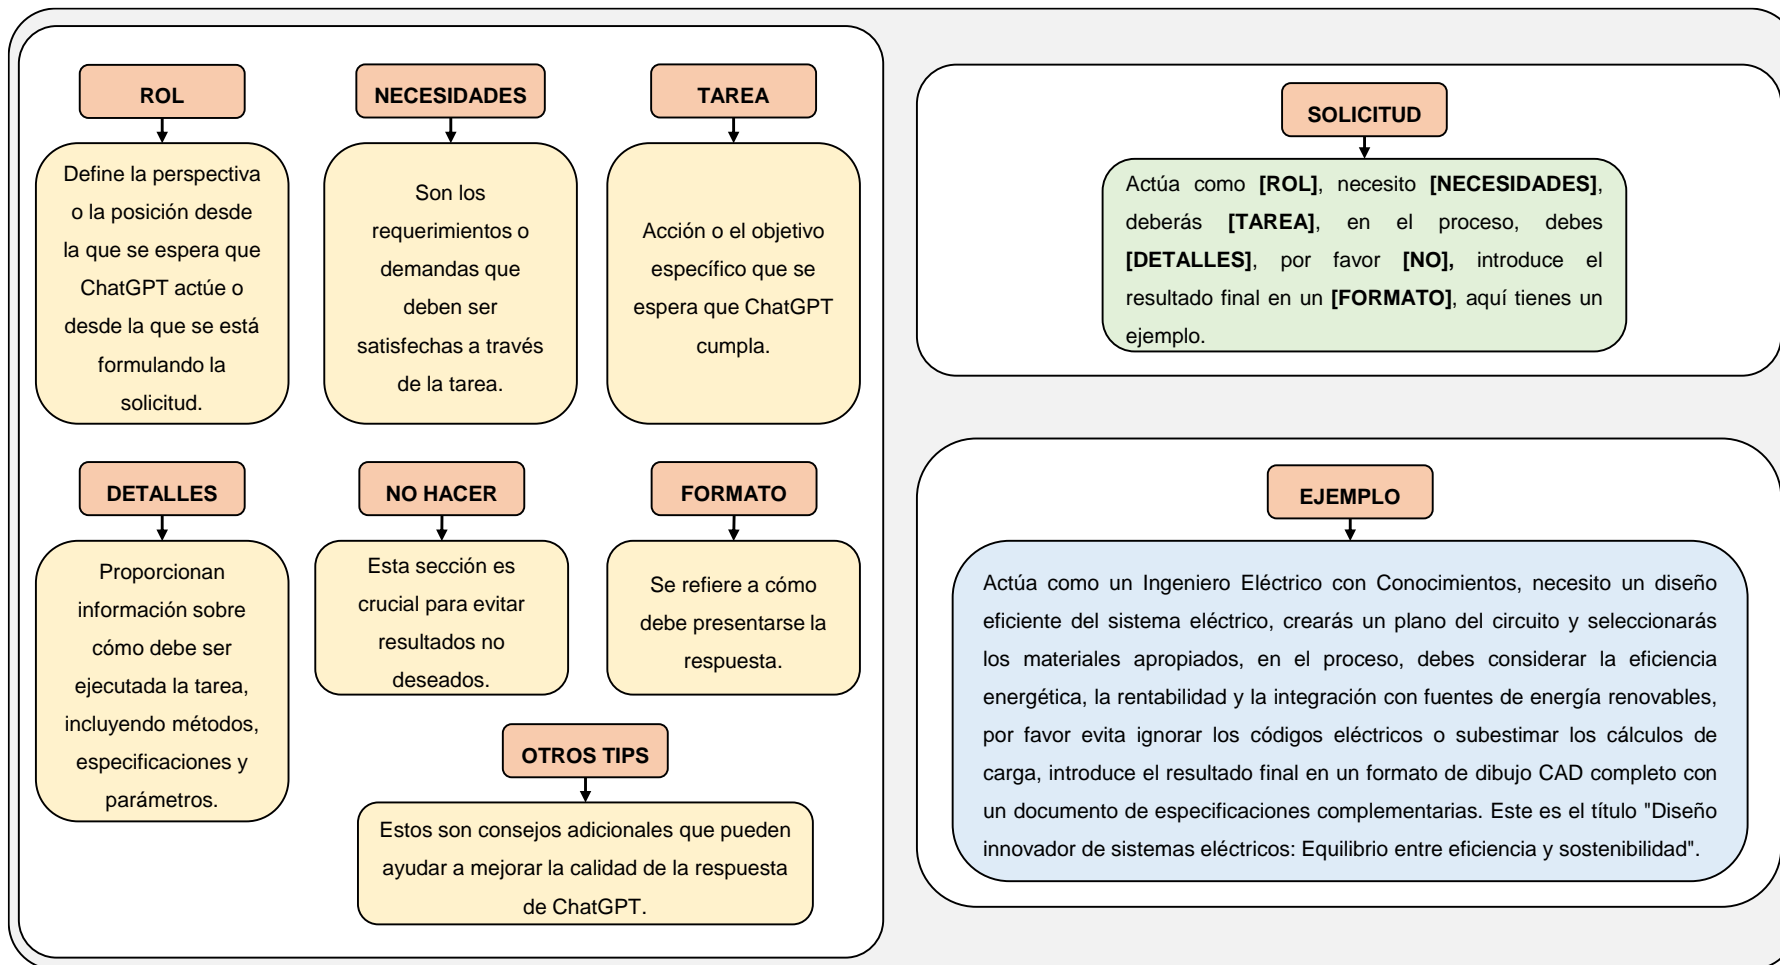 ROL
Define la perspectiva
o la posición desde
la que se espera que
ChatGPT actúe o
desde la que se está
formulando la
solicitud.
NECESIDADES
Son los
requerimientos o
demandas que
deben ser
satisfechas a través
de la tarea.
TAREA
Acción o el objetivo
específico que se
espera que ChatGPT
cumpla.
DETALLES
Proporcionan
información sobre
cómo debe ser
ejecutada la tarea,
incluyendo métodos,
especificaciones y
parámetros.
NO HACER
Esta sección es
crucial para evitar
resultados no
deseados.
FORMATO
Se refiere a cómo
debe presentarse la
respuesta.
OTROS TIPS
Estos son consejos adicionales que pueden
ayudar a mejorar la calidad de la respuesta
de ChatGPT.
SOLICITUD
Actúa como [ROL], necesito [NECESIDADES],
deberás [TAREA], en el proceso, debes
[DETALLES], por favor [NO], introduce el
resultado final en un [FORMATO], aquí tienes un
ejemplo.
EJEMPLO
Actúa como un Ingeniero Eléctrico con Conocimientos, necesito un diseño
eficiente del sistema eléctrico, crearás un plano del circuito y seleccionarás
los materiales apropiados, en el proceso, debes considerar la eficiencia
energética, la rentabilidad y la integración con fuentes de energía renovables,
por favor evita ignorar los códigos eléctricos o subestimar los cálculos de
carga, introduce el resultado final en un formato de dibujo CAD completo con
un documento de especificaciones complementarias. Este es el título "Diseño
innovador de sistemas eléctricos: Equilibrio entre eficiencia y sostenibilidad".